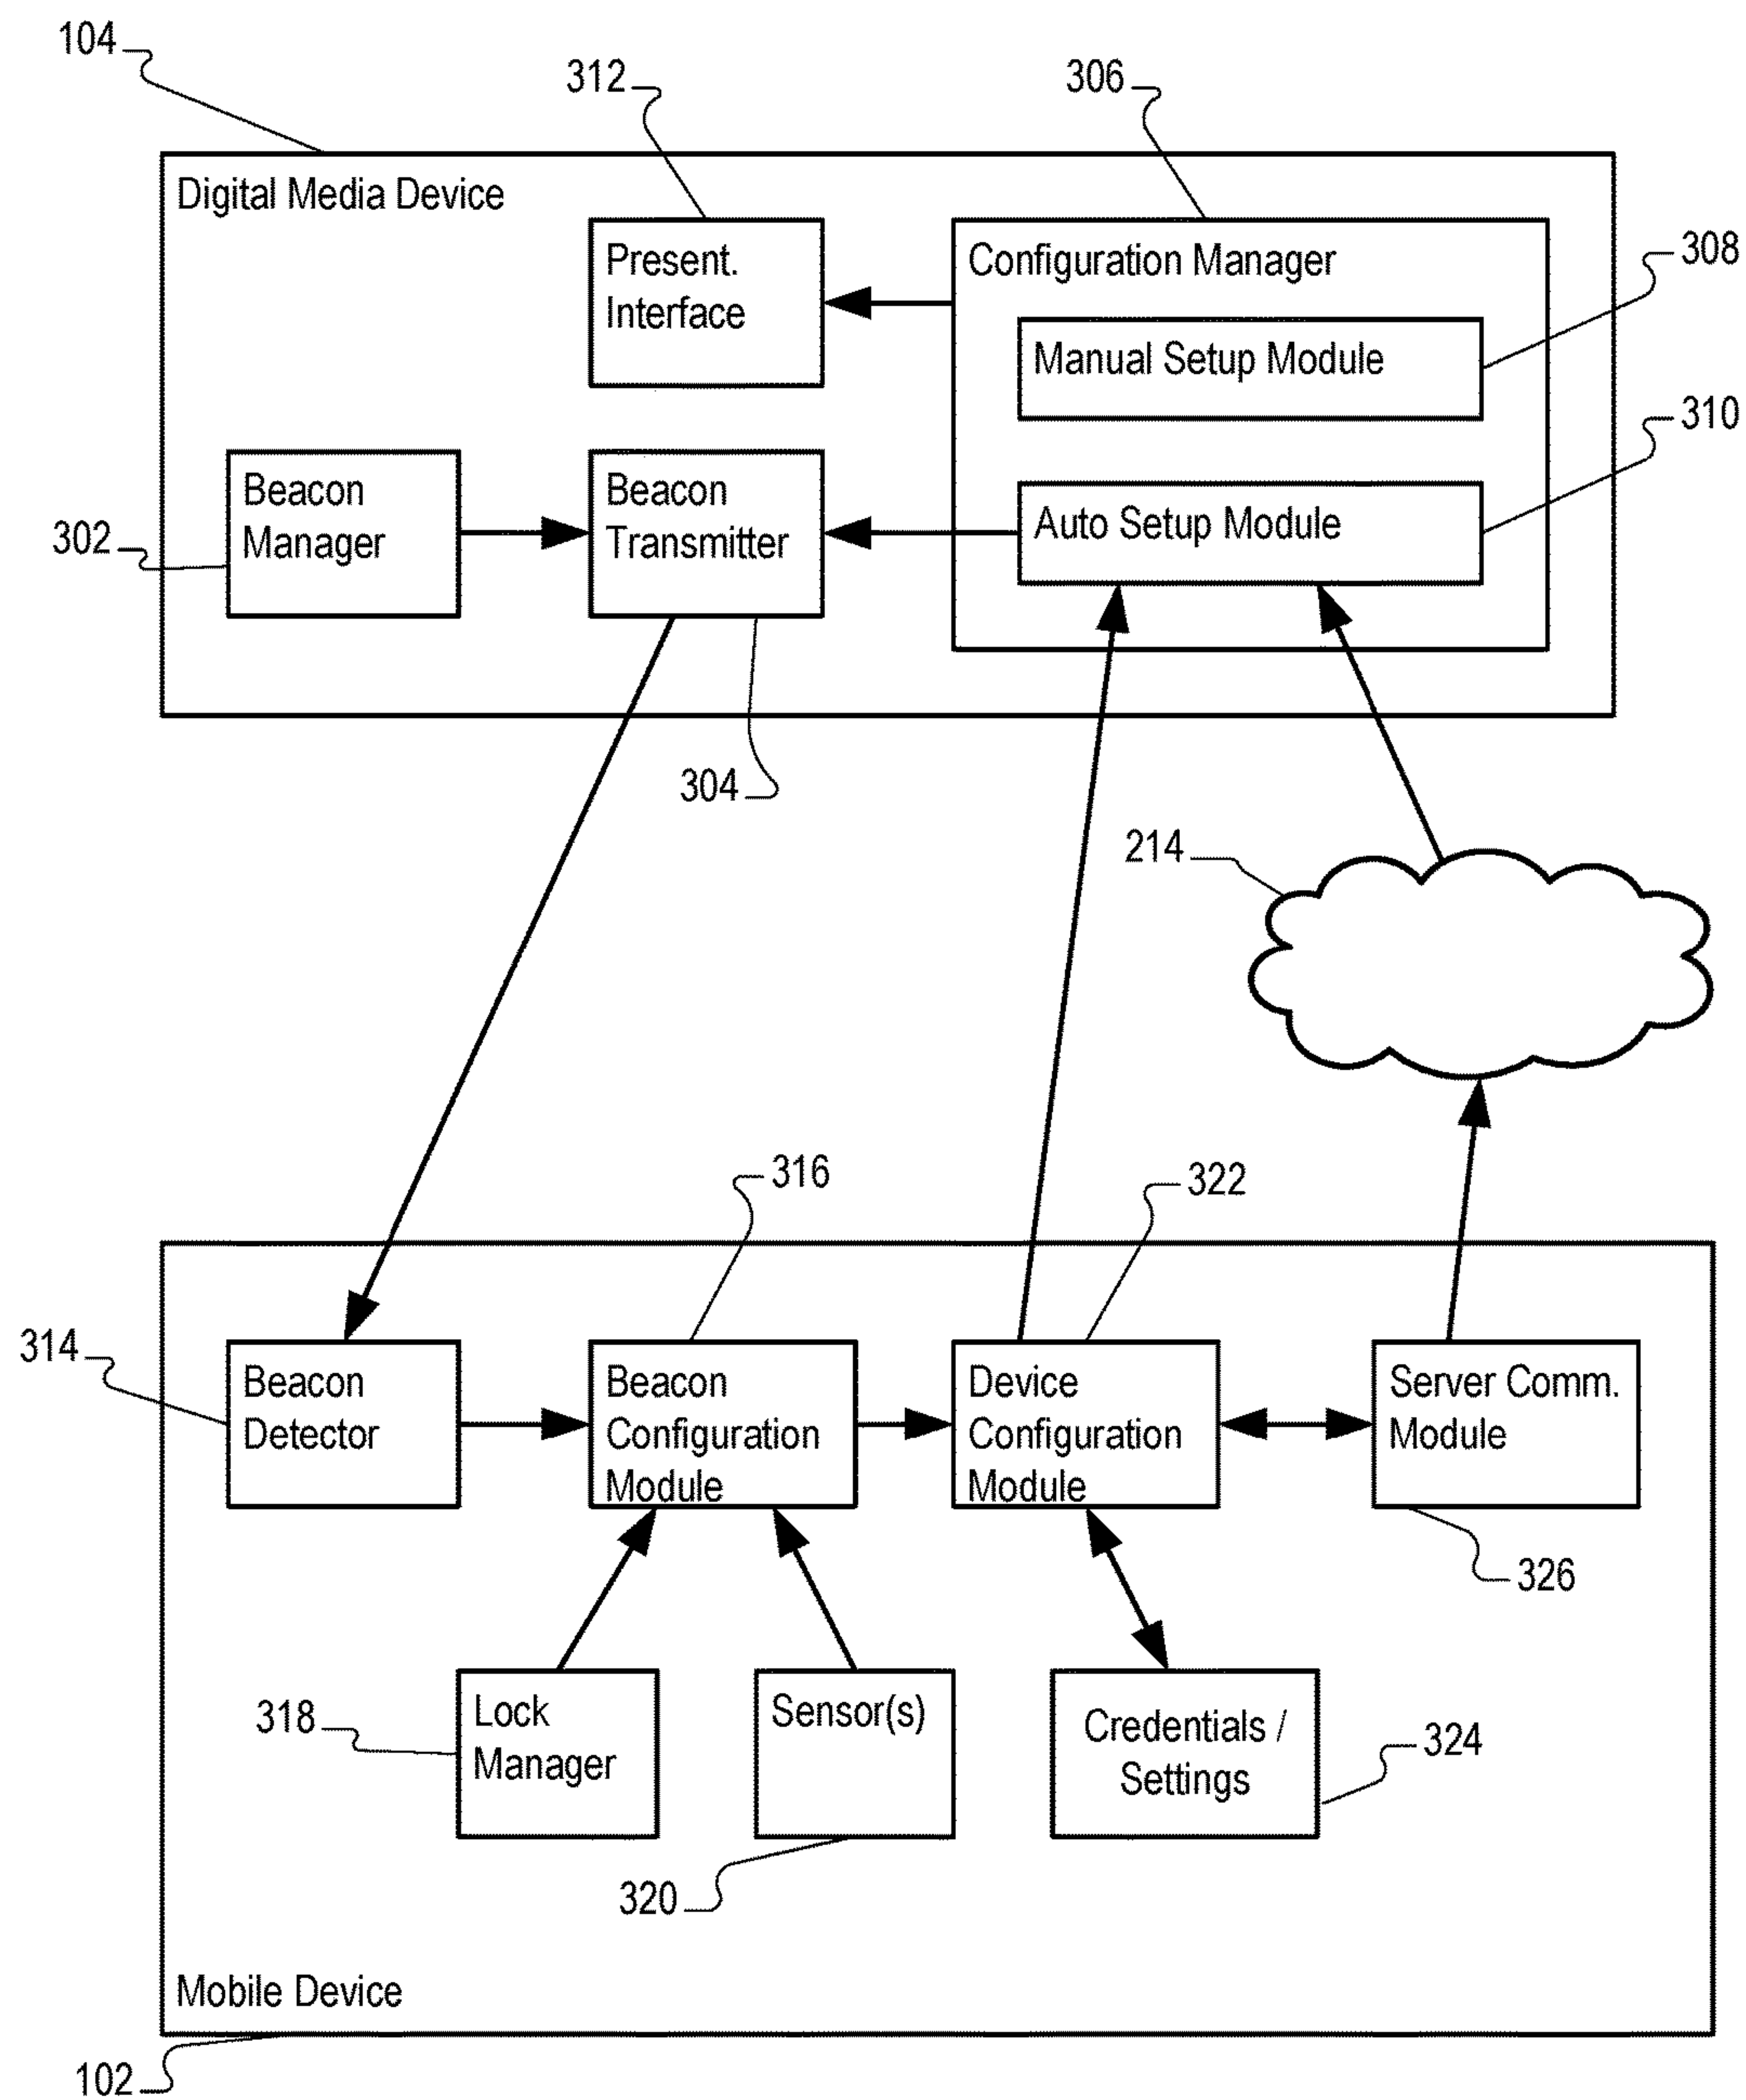 104
312
306
Digital Media Device
Present.
Interface
Configuration Manager
308
Manual Setup Module
310
Beacon
Manager
Beacon
Transmitter
Auto Setup Module
302
304
214
316
322
314
Beacon
Detector
Beacon
Configuration
Module
Device
Configuration
Module
Server Comm.
Module
326
318
Lock
Manager
Sensor(s)
Credentials /
Settings
324
320
Mobile Device
102